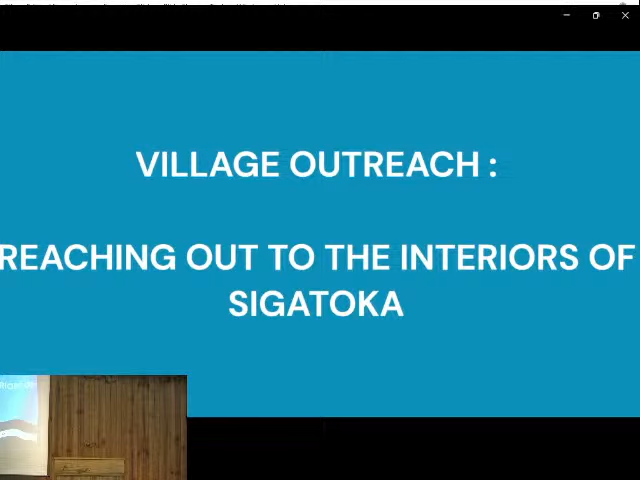 VILLAGE OUTREACH :
REACHING OUT TO THE INTERIORS OF
SIGATOKA